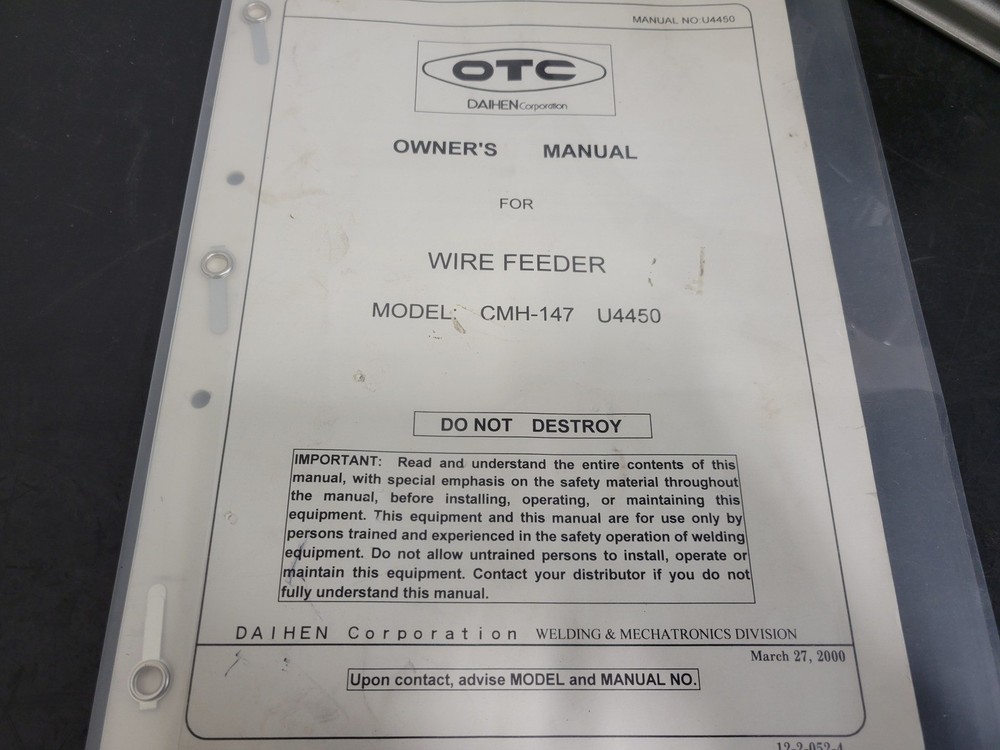 MANUAL NO:U4450
OTC
DAIHEN Corporation
OWNER'S MANUAL
FOR
WIRE FEEDER
MODEL: CMH-147 U4450
DO NOT DESTROY
IMPORTANT: Read and understand the entire contents of this
manual, with special emphasis on the safety material throughout
the manual, before installing, operating, or maintaining this
equipment. This equipment and this manual are for use only by
persons trained and experienced in the safety operation of welding
equipment. Do not allow untrained persons to install, operate or
maintain this equipment. Contact your distributor if you do not
fully understand this manual.
DAIHEN Corporation WELDING & MECHATRONICS DIVISION
March 27, 2000
Upon contact, advise MODEL and MANUAL NO.
12-2-052-4